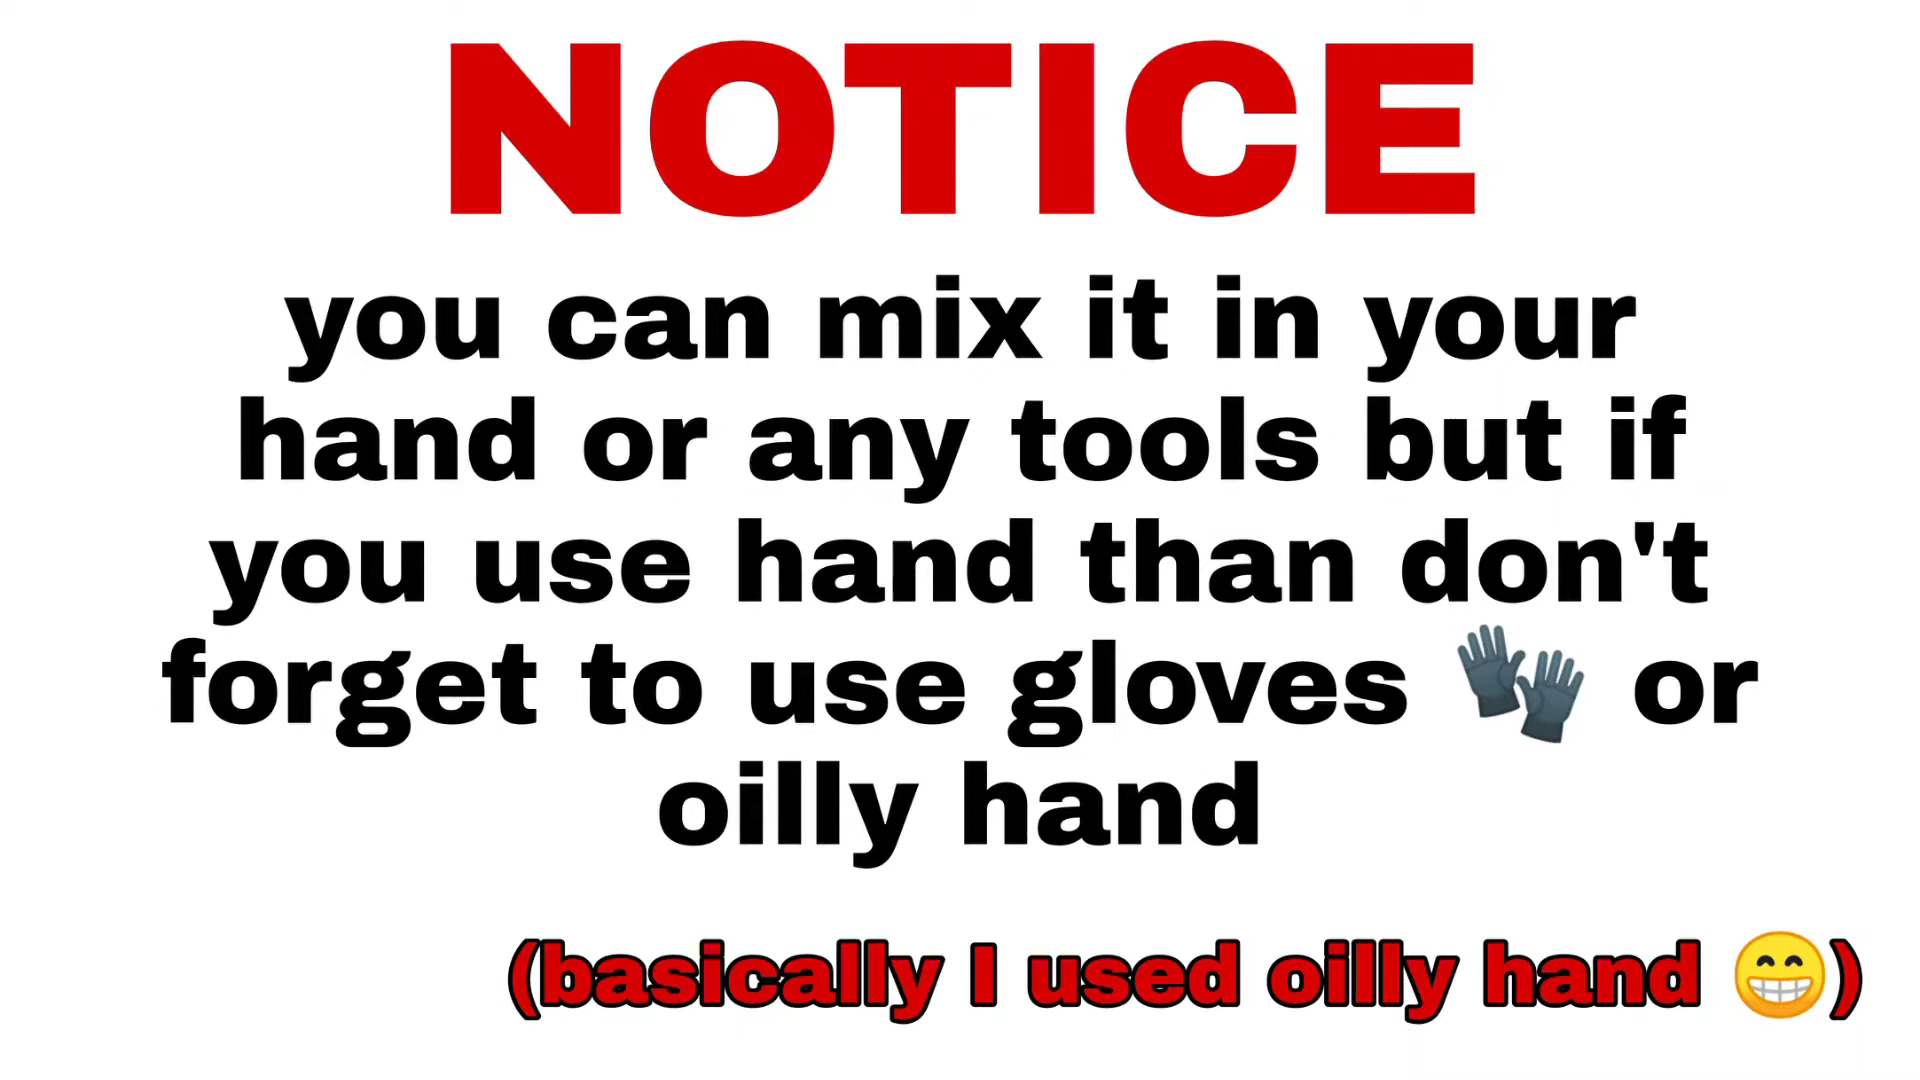 NOTICE
you can mix it in your
hand or any tools but if
you use hand than don't
forget to use gloves 🧤 or
oilly hand
(basically I used oilly hand 😁)